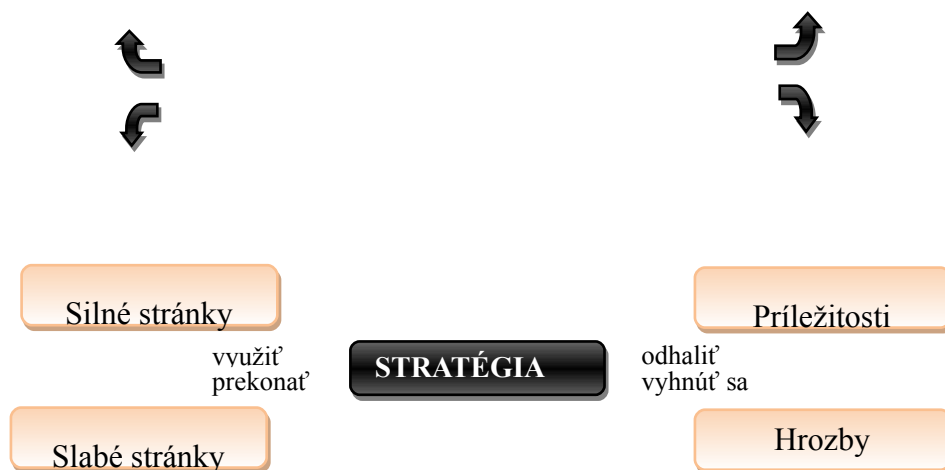 Silné stránky
Príležitosti
využiť
prekonať
STRATÉGIA
odhaliť
vyhnúť sa
Slabé stránky
Hrozby